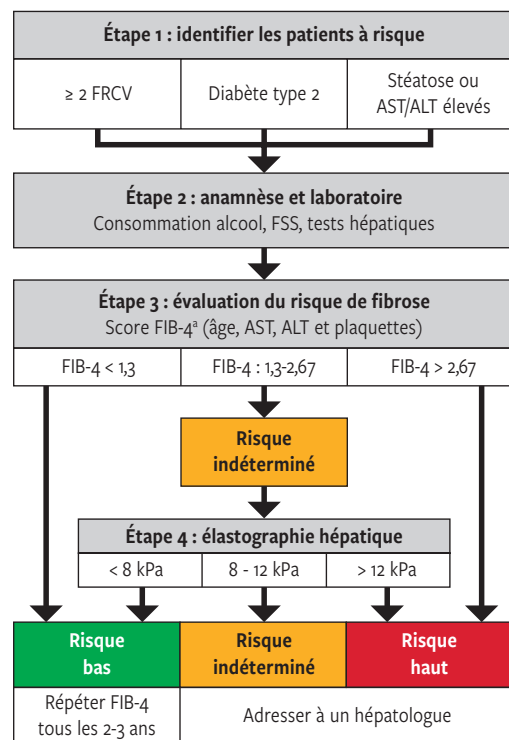 Étape 1 : identifier les patients à risque
≥ 2 FRCV
Diabète type 2
Stéatose ou
AST/ALT élevés
Étape 2 : anamnèse et laboratoire
Consommation alcool, FSS, tests hépatiques
Étape 3 : évaluation du risque de fibrose
Score FIB-4ᵃ (âge, AST, ALT et plaquettes)
FIB-4 < 1,3
FIB-4 : 1,3-2,67
FIB-4 > 2,67
Risque
indéterminé
Étape 4 : élastographie hépatique
< 8 kPa
8 - 12 kPa
> 12 kPa
Risque
bas
Risque
indéterminé
Risque
haut
Répéter FIB-4
tous les 2-3 ans
Adresser à un hépatologue